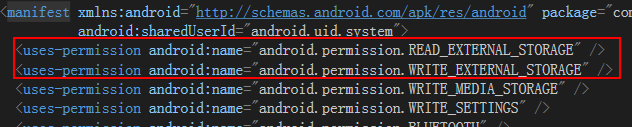 <manifest xmlns:android="http://schemas.android.com/apk/res/android" package="co
android:sharedUserId="android.uid.system">
<uses-permission android:name="android.permission.READ_EXTERNAL_STORAGE" />
<uses-permission android:name="android.permission.WRITE_EXTERNAL_STORAGE" />
<uses-permission android:name="android.permission.WRITE_MEDIA_STORAGE" />
<uses-permission android:name="android.permission.WRITE_SETTINGS" />
<uses-permission android:name="android.permission.BLUETOOTH" />